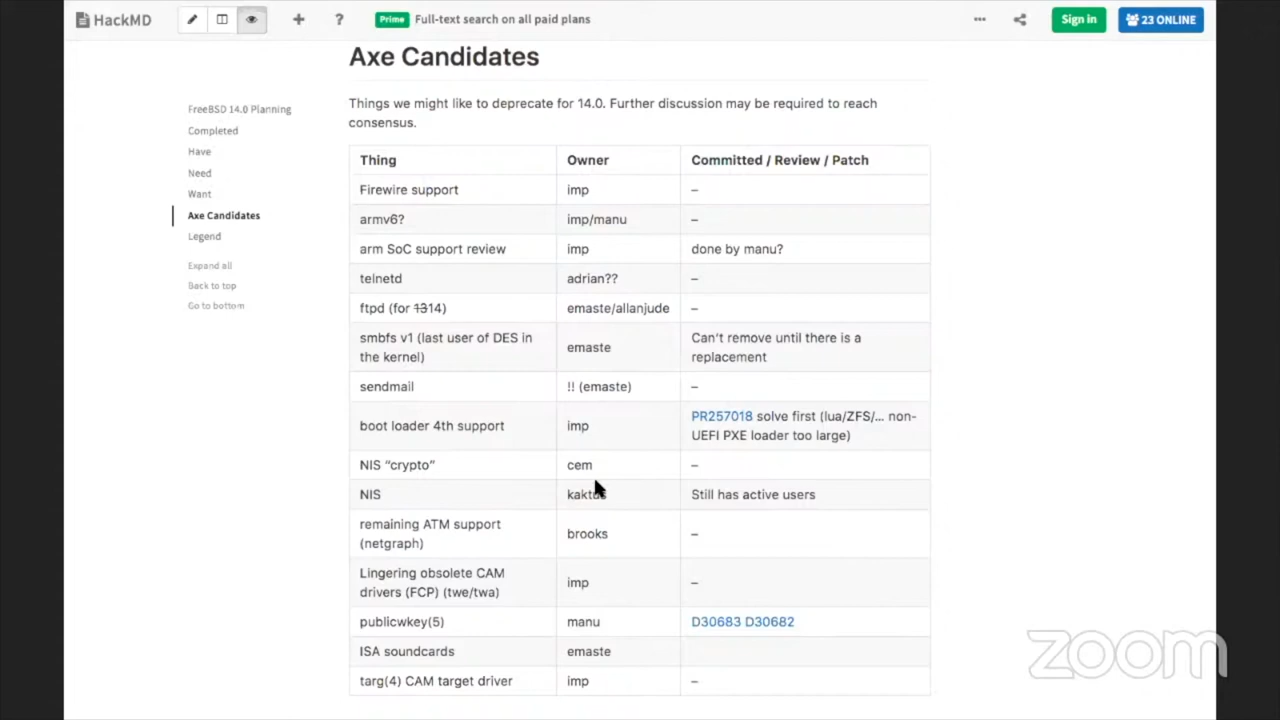 HackMD
Prime Full-text search on all paid plans
Sign in
23 ONLINE
FreeBSD 14.0 Planning
Completed
Have
Need
Want
Axe Candidates
Legend
Expand all
Back to top
Go to bottom
Axe Candidates
Things we might like to deprecate for 14.0. Further discussion may be required to reach
consensus.
Thing Owner Committed / Review / Patch
Firewire support imp –
armv6? imp/manu –
arm SoC support review imp done by manu?
telnetd adrian?? –
ftpd (for 1314) emaste/allanjude –
smbfs v1 (last user of DES in
the kernel) emaste Can't remove until there is a
replacement
sendmail !! (emaste) –
boot loader 4th support imp PR257018 solve first (lua/ZFS/... non-
UEFI PXE loader too large)
NIS “crypto” cem –
NIS kaktus Still has active users
remaining ATM support
(netgraph) brooks –
Lingering obsolete CAM
drivers (FCP) (twe/twa) imp –
publicwkey(5) manu D30683 D30682
ISA soundcards emaste
targ(4) CAM target driver imp –
zoom